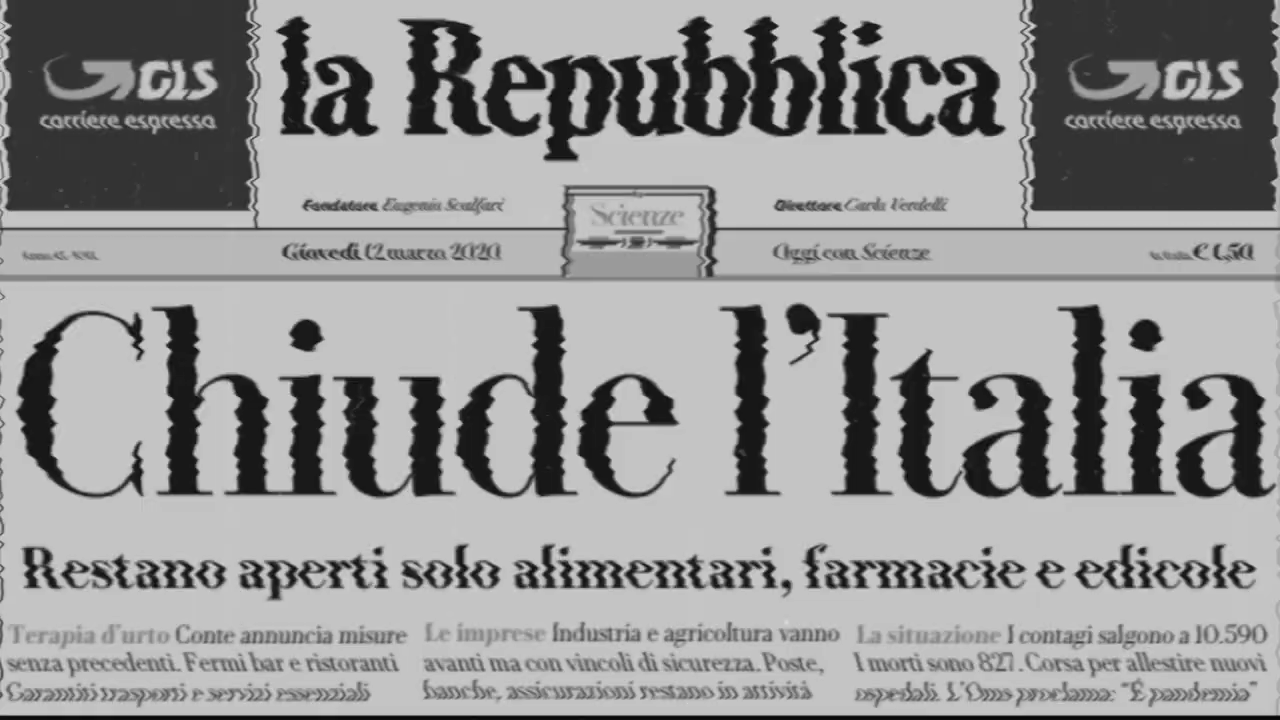 GLS
corriere espresso
la Repubblica
GLS
corriere espresso
Fondatore Eugenio Scalfari
Scienze
Direttore Carlo Verdelli
Giovedì 12 marzo 2020
Oggi con Scienze
€ 1,50
Chiude l'Italia
Restano aperti solo alimentari, farmacie e edicole
Terapia d'urto Conte annuncia misure
senza precedenti. Fermi bar e ristoranti
Garantiti trasporti e servizi essenziali
Le imprese Industria e agricoltura vanno
avanti ma con vincoli di sicurezza. Poste,
banche, assicurazioni restano in attività
La situazione I contagi salgono a 10.590
I morti sono 827. Corsa per allestire nuovi
ospedali. L'Oms proclama: "È pandemia"